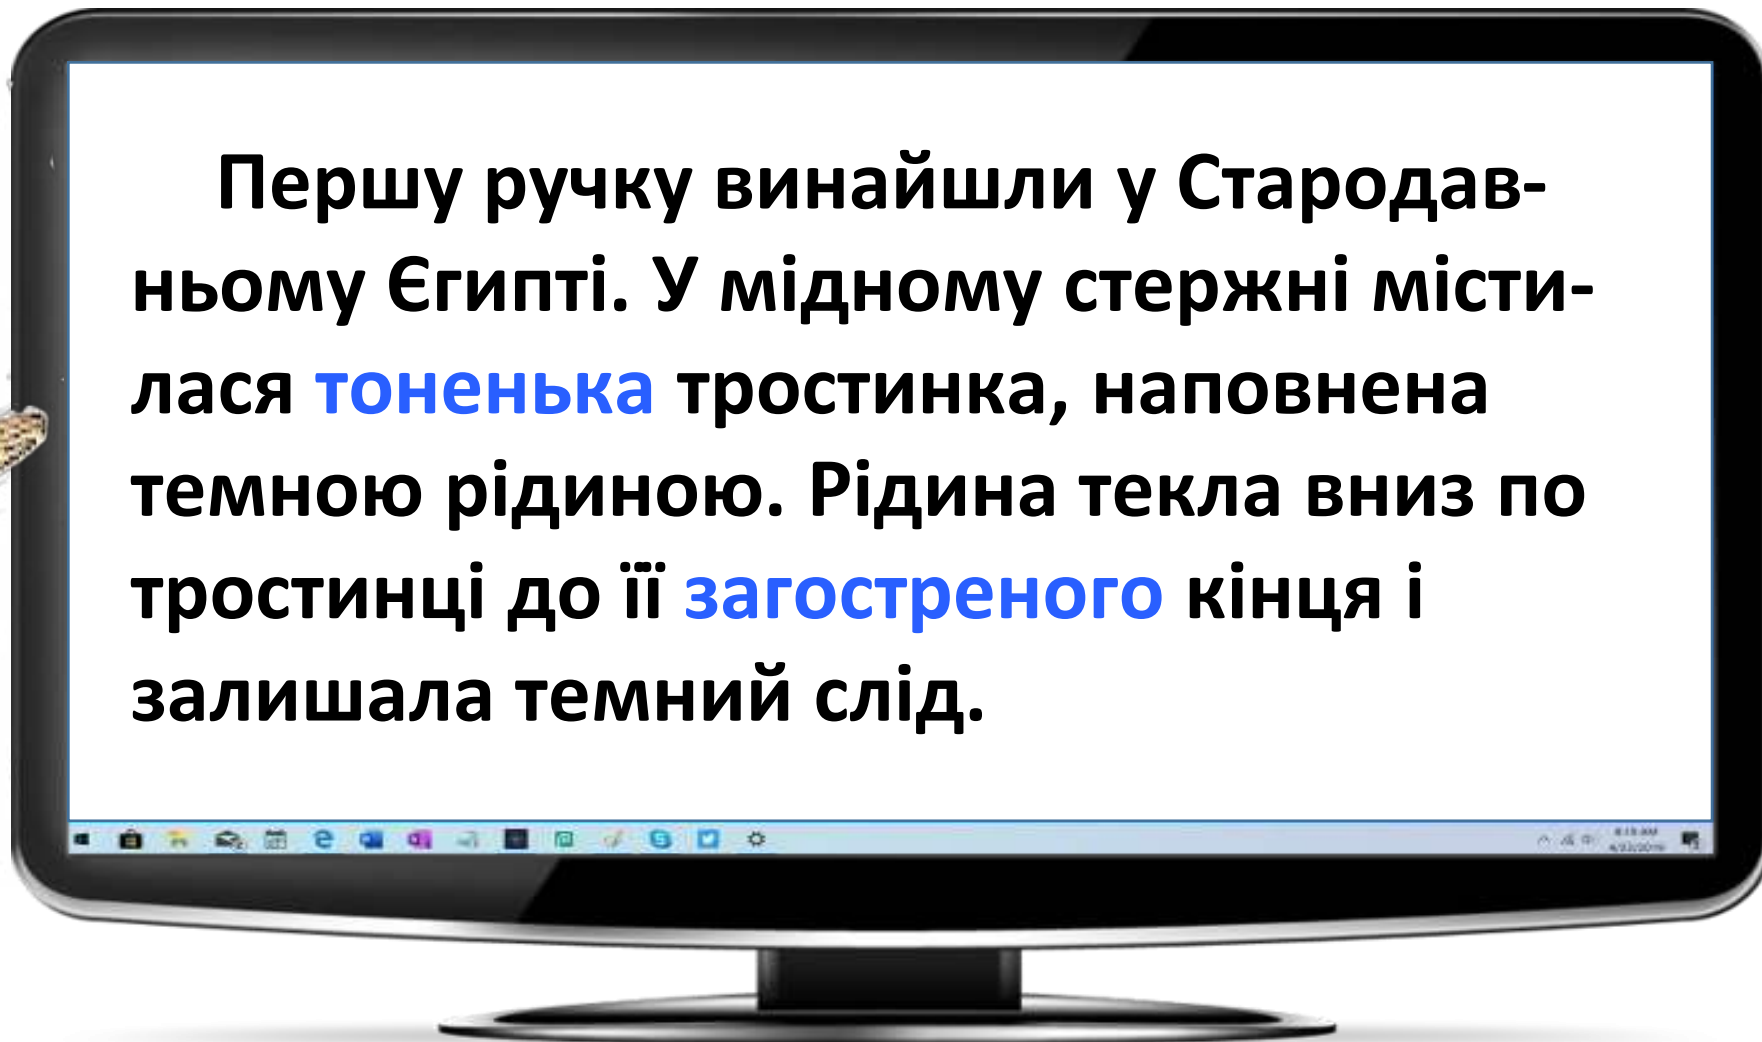 Першу ручку винайшли у Стародав-
ньому Єгипті. У мідному стержні місти-
лася тоненька тростинка, наповнена
темною рідиною. Рідина текла вниз по
тростинці до її загостреного кінця і
залишала темний слід.